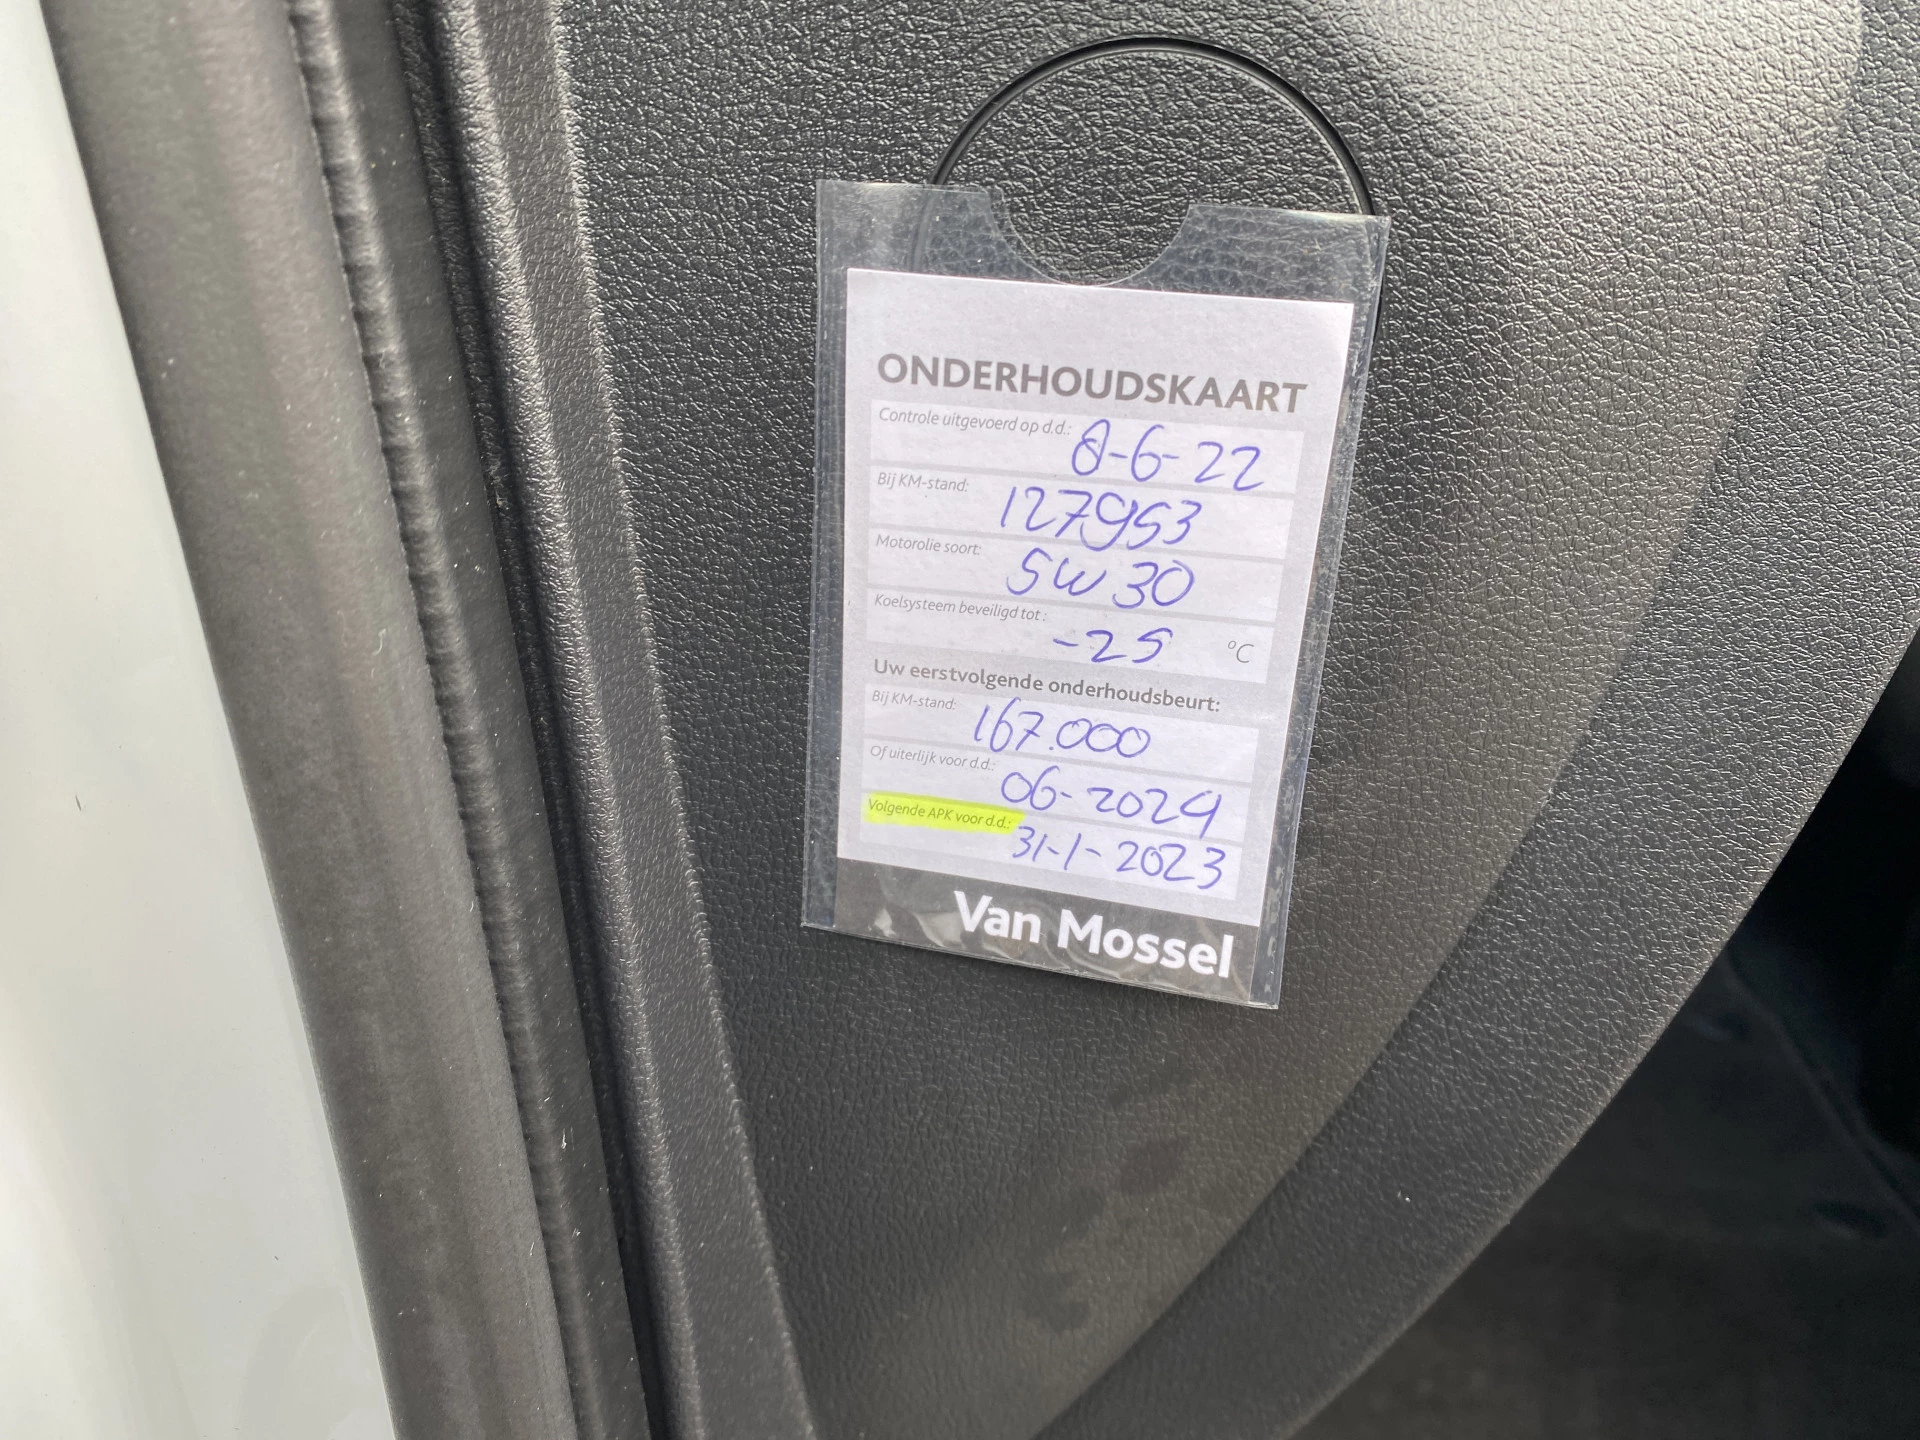 ONDERHOUDSKAART
Controle uitgevoerd op d.d.: 8-6-22
Bij KM-stand: 127953
Motorolie soort: 5W30
Koelsysteem beveiligd tot: -25 °C
Uw eerstvolgende onderhoudsbeurt:
Bij KM-stand: 167.000
Of uiterlijk voor d.d.: 06-2024
Volgende APK voor d.d.: 31-1-2023
Van Mossel